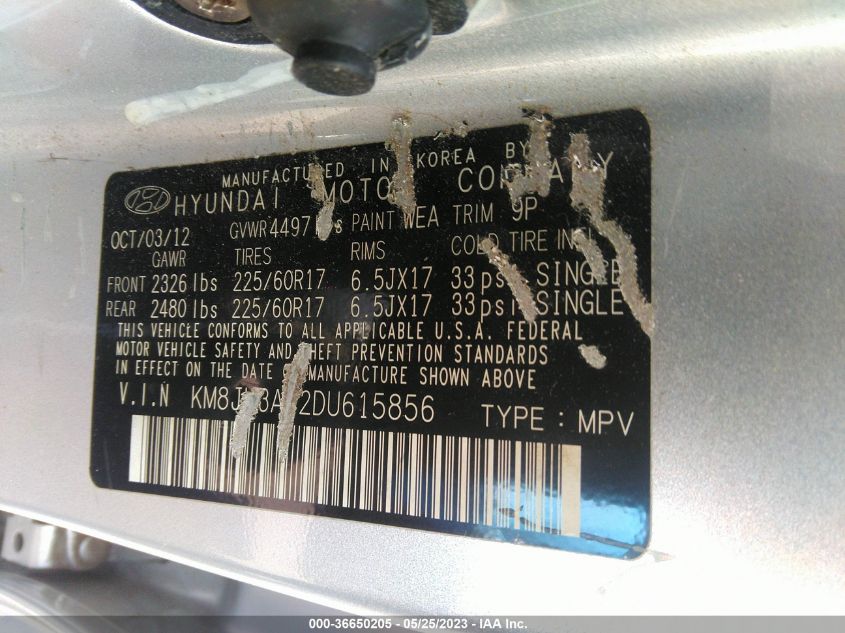 MANUFACTURED IN KOREA BY
HYUNDAI MOTOR COMPANY
OCT/03/12 GVWR 4497 PAINT WEA TRIM 9P
GAWR TIRES RIMS COLD TIRE
FRONT 2326 lbs 225/60R17 6.5JX17 33 psi SINGLE
REAR 2480 lbs 225/60R17 6.5JX17 33 psi SINGLE
THIS VEHICLE CONFORMS TO ALL APPLICABLE U.S.A. FEDERAL
MOTOR VEHICLE SAFETY AND THEFT PREVENTION STANDARDS
IN EFFECT ON THE DATE OF MANUFACTURE SHOWN ABOVE
V.I.N TYPE : MPV
000-36650205 - 05/25/2023 - IAA Inc.